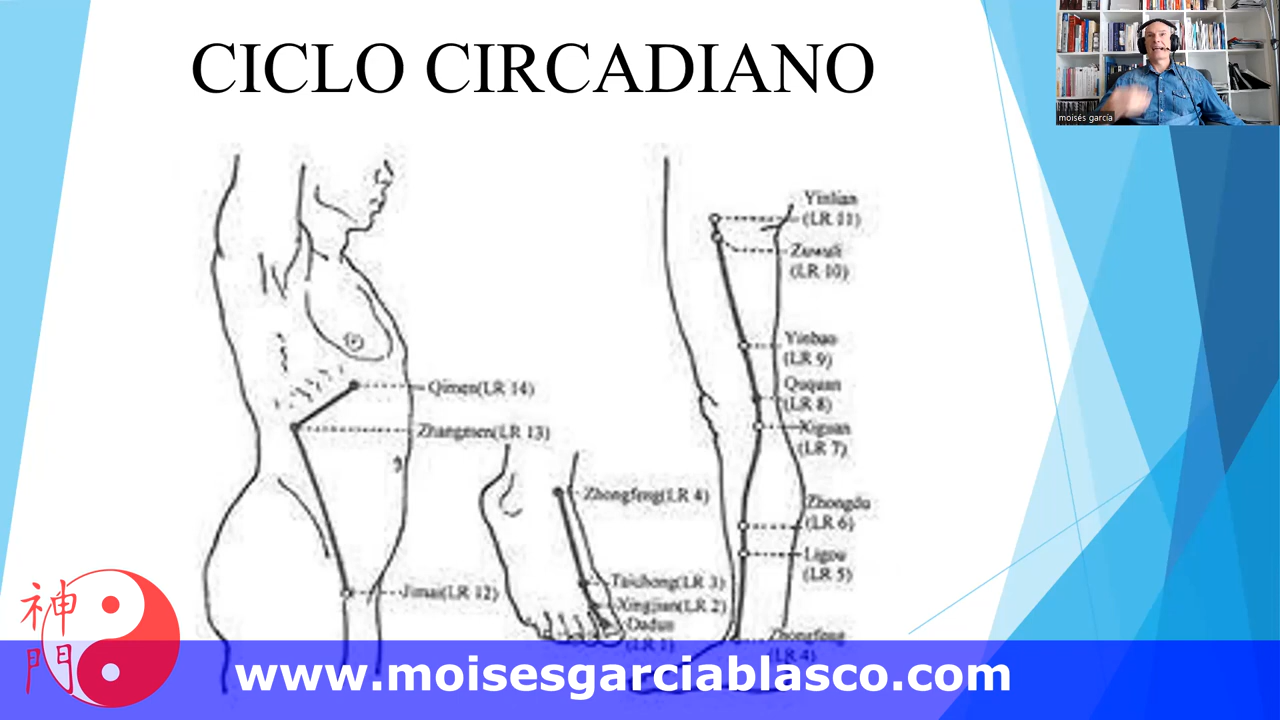 CICLO CIRCADIANO
moisés garcía
Yinlian
(LR 11)
Zuwuli
(LR 10)
Yinbao
(LR 9)
Ququan
(LR 8)
Xiguan
(LR 7)
Zhongdu
(LR 6)
Ligou
(LR 5)
Zhongfeng
(LR 4)
Qimen(LR 14)
Zhangmen(LR 13)
Jimai(LR 12)
Zhongfeng(LR 4)
Taichong(LR 3)
Xingjian(LR 2)
Dadun
(LR 1)
神
門
www.moisesgarciablasco.com